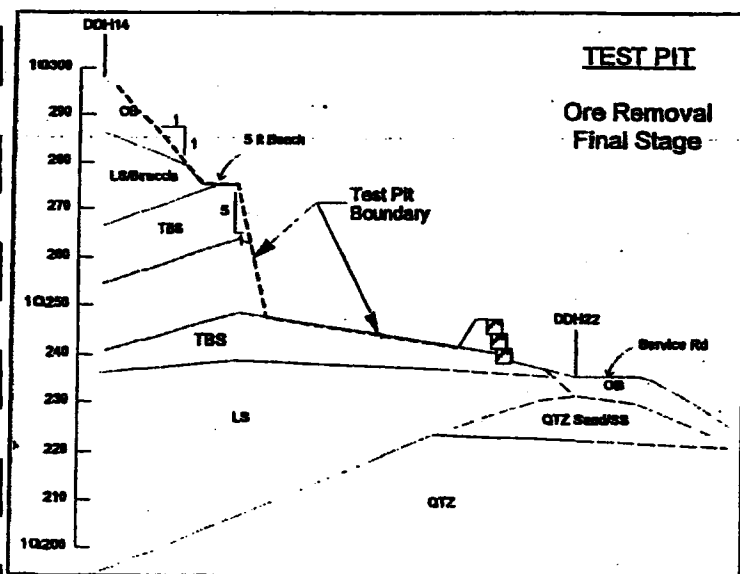 DDH14
TEST PIT
Ore Removal
Final Stage
10300
290
280
270
260
10250
240
230
220
210
10200
OB
1
1
5 ft Bench
LS/Breccia
TBS
5
1
Test Pit
Boundary
DDH22
Service Rd
TBS
OB
LS
QTZ Sand/SS
QTZ